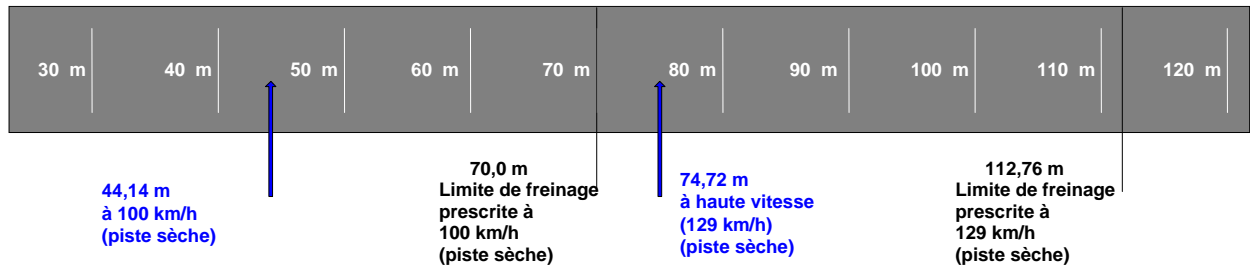 30 m 40 m 50 m 60 m 70 m 80 m 90 m 100 m 110 m 120 m
44,14 m
à 100 km/h
(piste sèche)
70,0 m
Limite de freinage
prescrite à
100 km/h
(piste sèche)
74,72 m
à haute vitesse
(129 km/h)
(piste sèche)
112,76 m
Limite de freinage
prescrite à
129 km/h
(piste sèche)